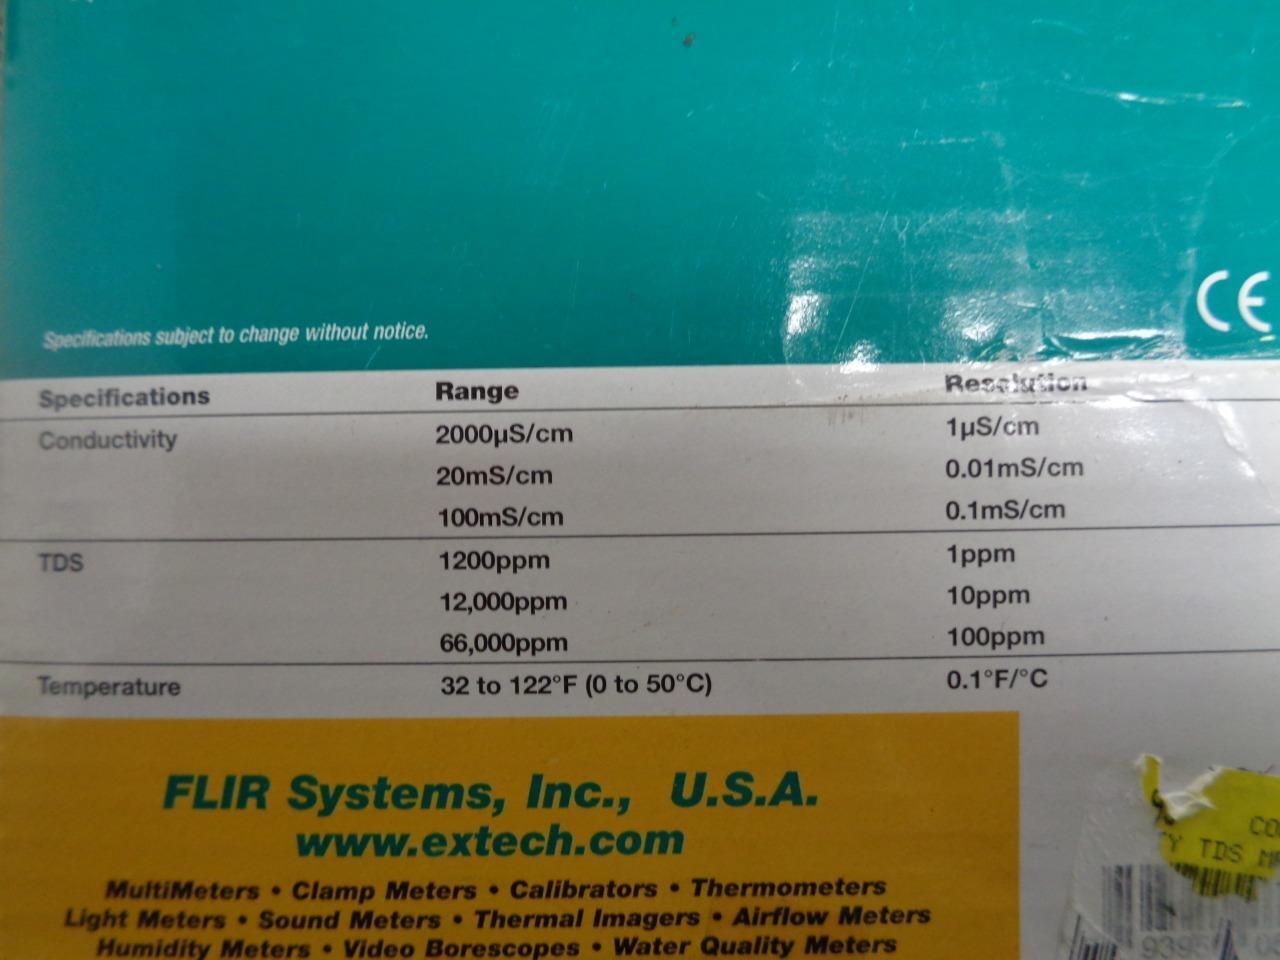 CE
Specifications subject to change without notice.
Specifications Range Resolution
Conductivity 2000µS/cm 1µS/cm
20mS/cm 0.01mS/cm
100mS/cm 0.1mS/cm
TDS 1200ppm 1ppm
12,000ppm 10ppm
66,000ppm 100ppm
Temperature 32 to 122°F (0 to 50°C) 0.1°F/°C
FLIR Systems, Inc., U.S.A.
www.extech.com
MultiMeters • Clamp Meters • Calibrators • Thermometers
Light Meters • Sound Meters • Thermal Imagers • Airflow Meters
Humidity Meters • Video Borescopes • Water Quality Meters
CO
Y TDS